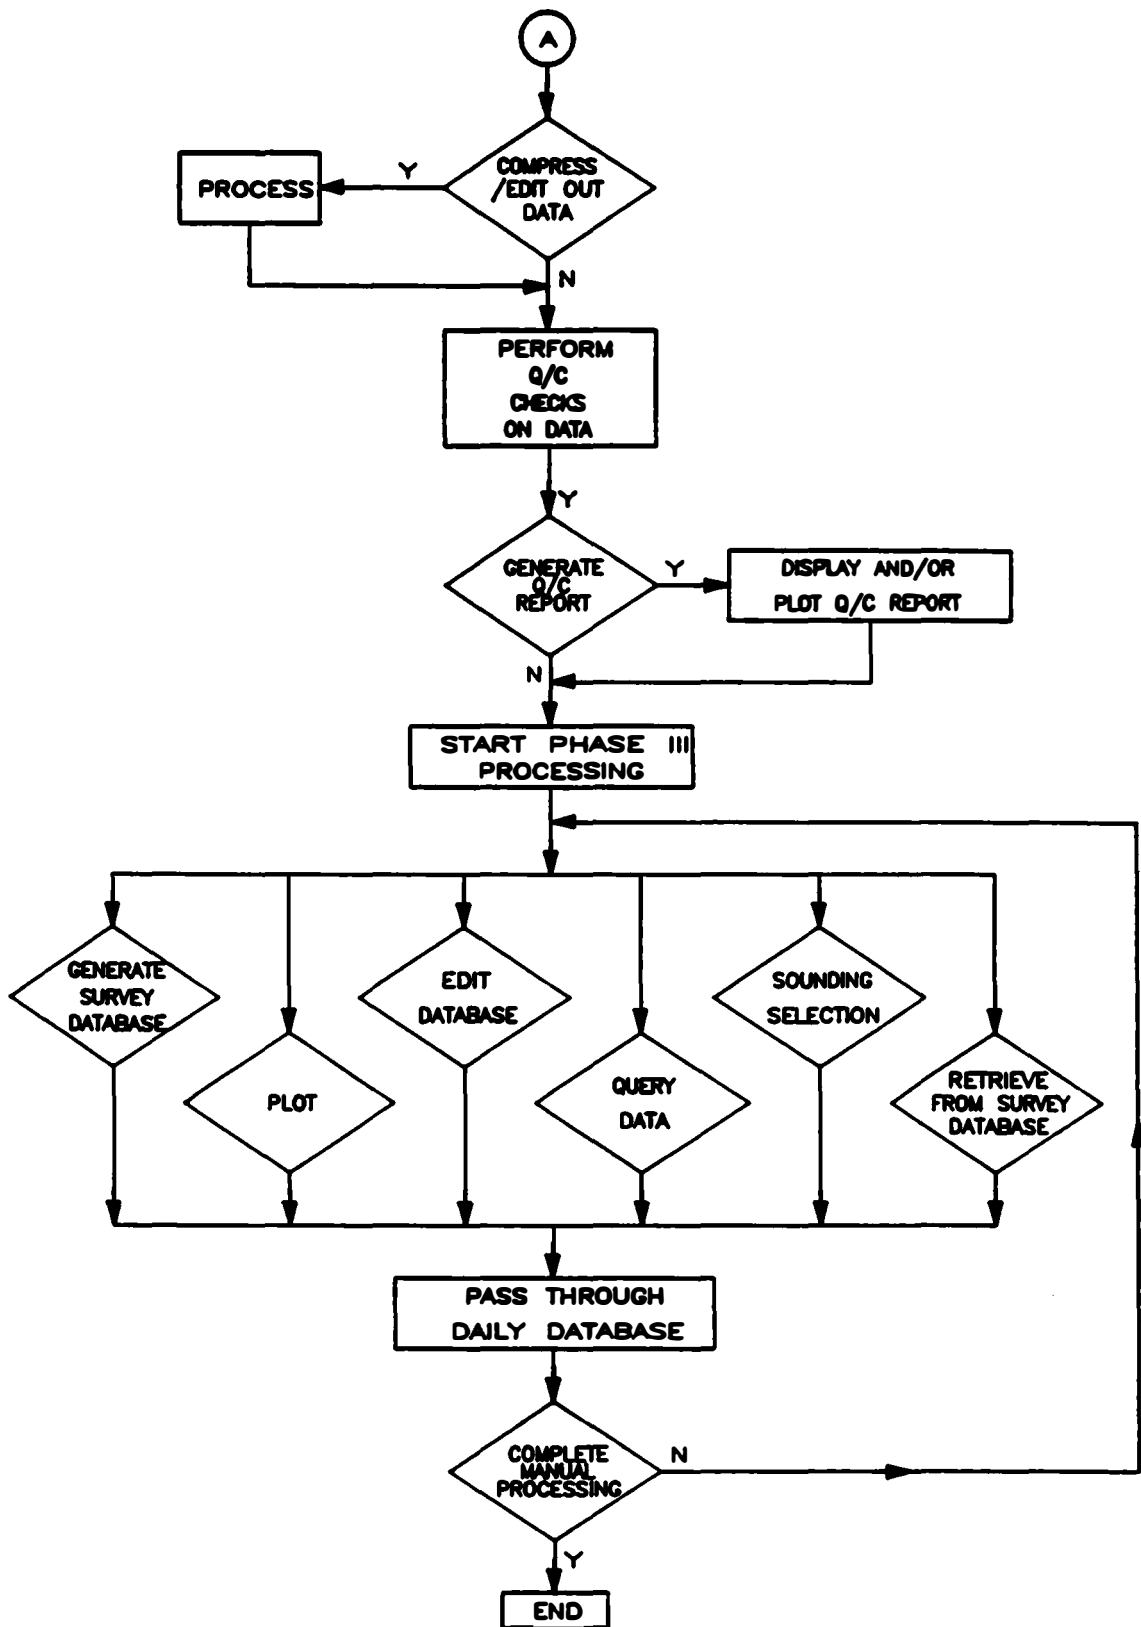 A
COMPRESS
/EDIT OUT
DATA
Y
PROCESS
N
PERFORM
Q/C
CHECKS
ON DATA
Y
GENERATE
Q/C
REPORT
Y
DISPLAY AND/OR
PLOT Q/C REPORT
N
START PHASE III
PROCESSING
GENERATE
SURVEY
DATABASE
PLOT
EDIT
DATABASE
QUERY
DATA
SOUNDING
SELECTION
RETRIEVE
FROM SURVEY
DATABASE
PASS THROUGH
DAILY DATABASE
COMPLETE
MANUAL
PROCESSING
N
Y
END